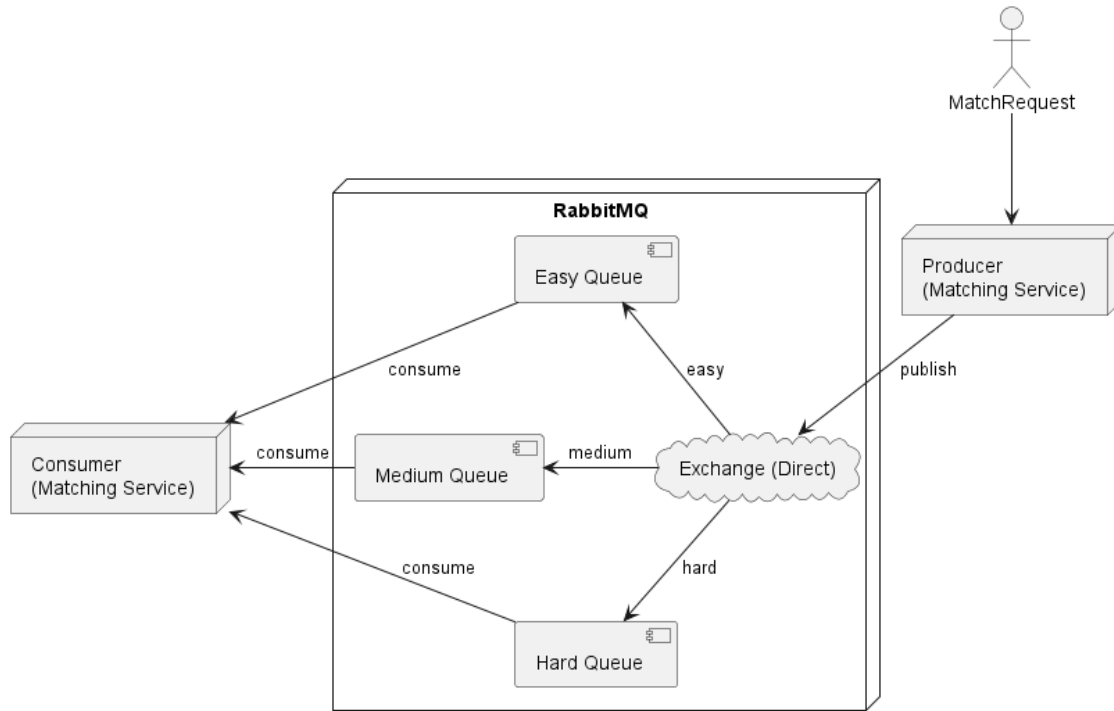 MatchRequest
RabbitMQ
Producer
(Matching Service)
Easy Queue
consume
easy
publish
Consumer
(Matching Service)
consume
Medium Queue
medium
Exchange (Direct)
consume
hard
Hard Queue